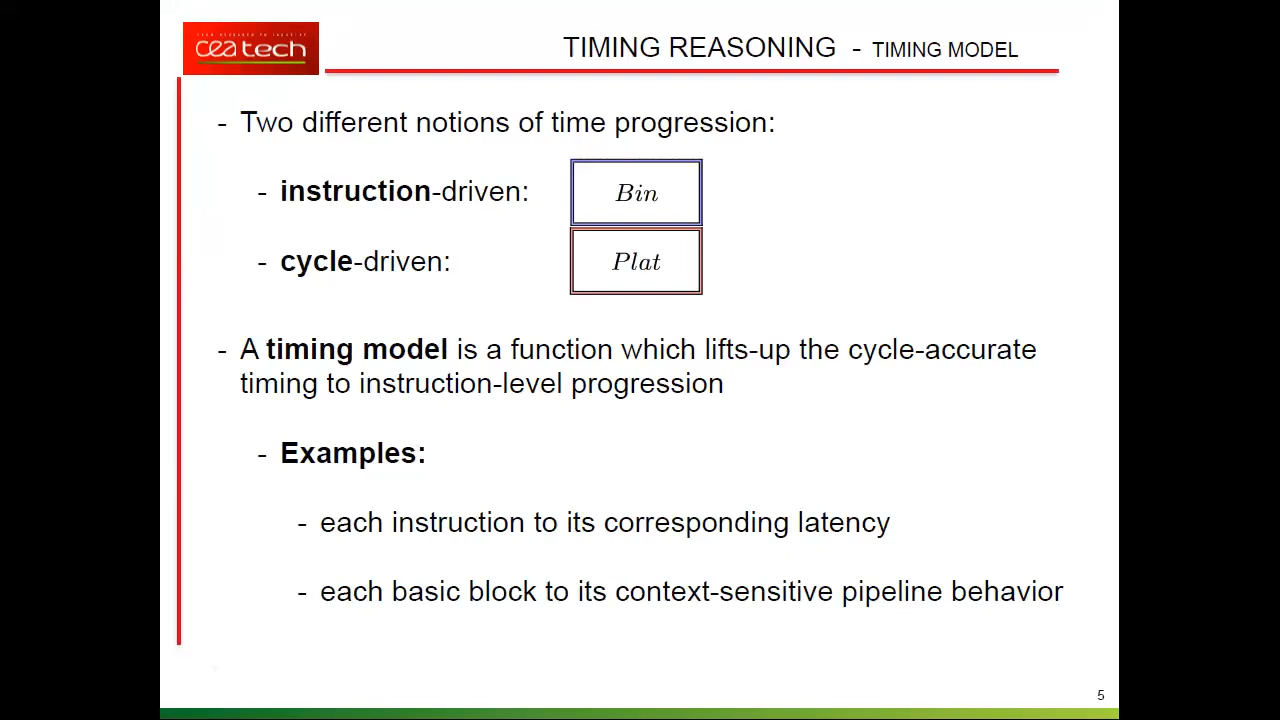 cea tech
TIMING REASONING - TIMING MODEL
- Two different notions of time progression:
- instruction-driven:
Bin
- cycle-driven:
Plat
- A timing model is a function which lifts-up the cycle-accurate
timing to instruction-level progression
- Examples:
- each instruction to its corresponding latency
- each basic block to its context-sensitive pipeline behavior
5